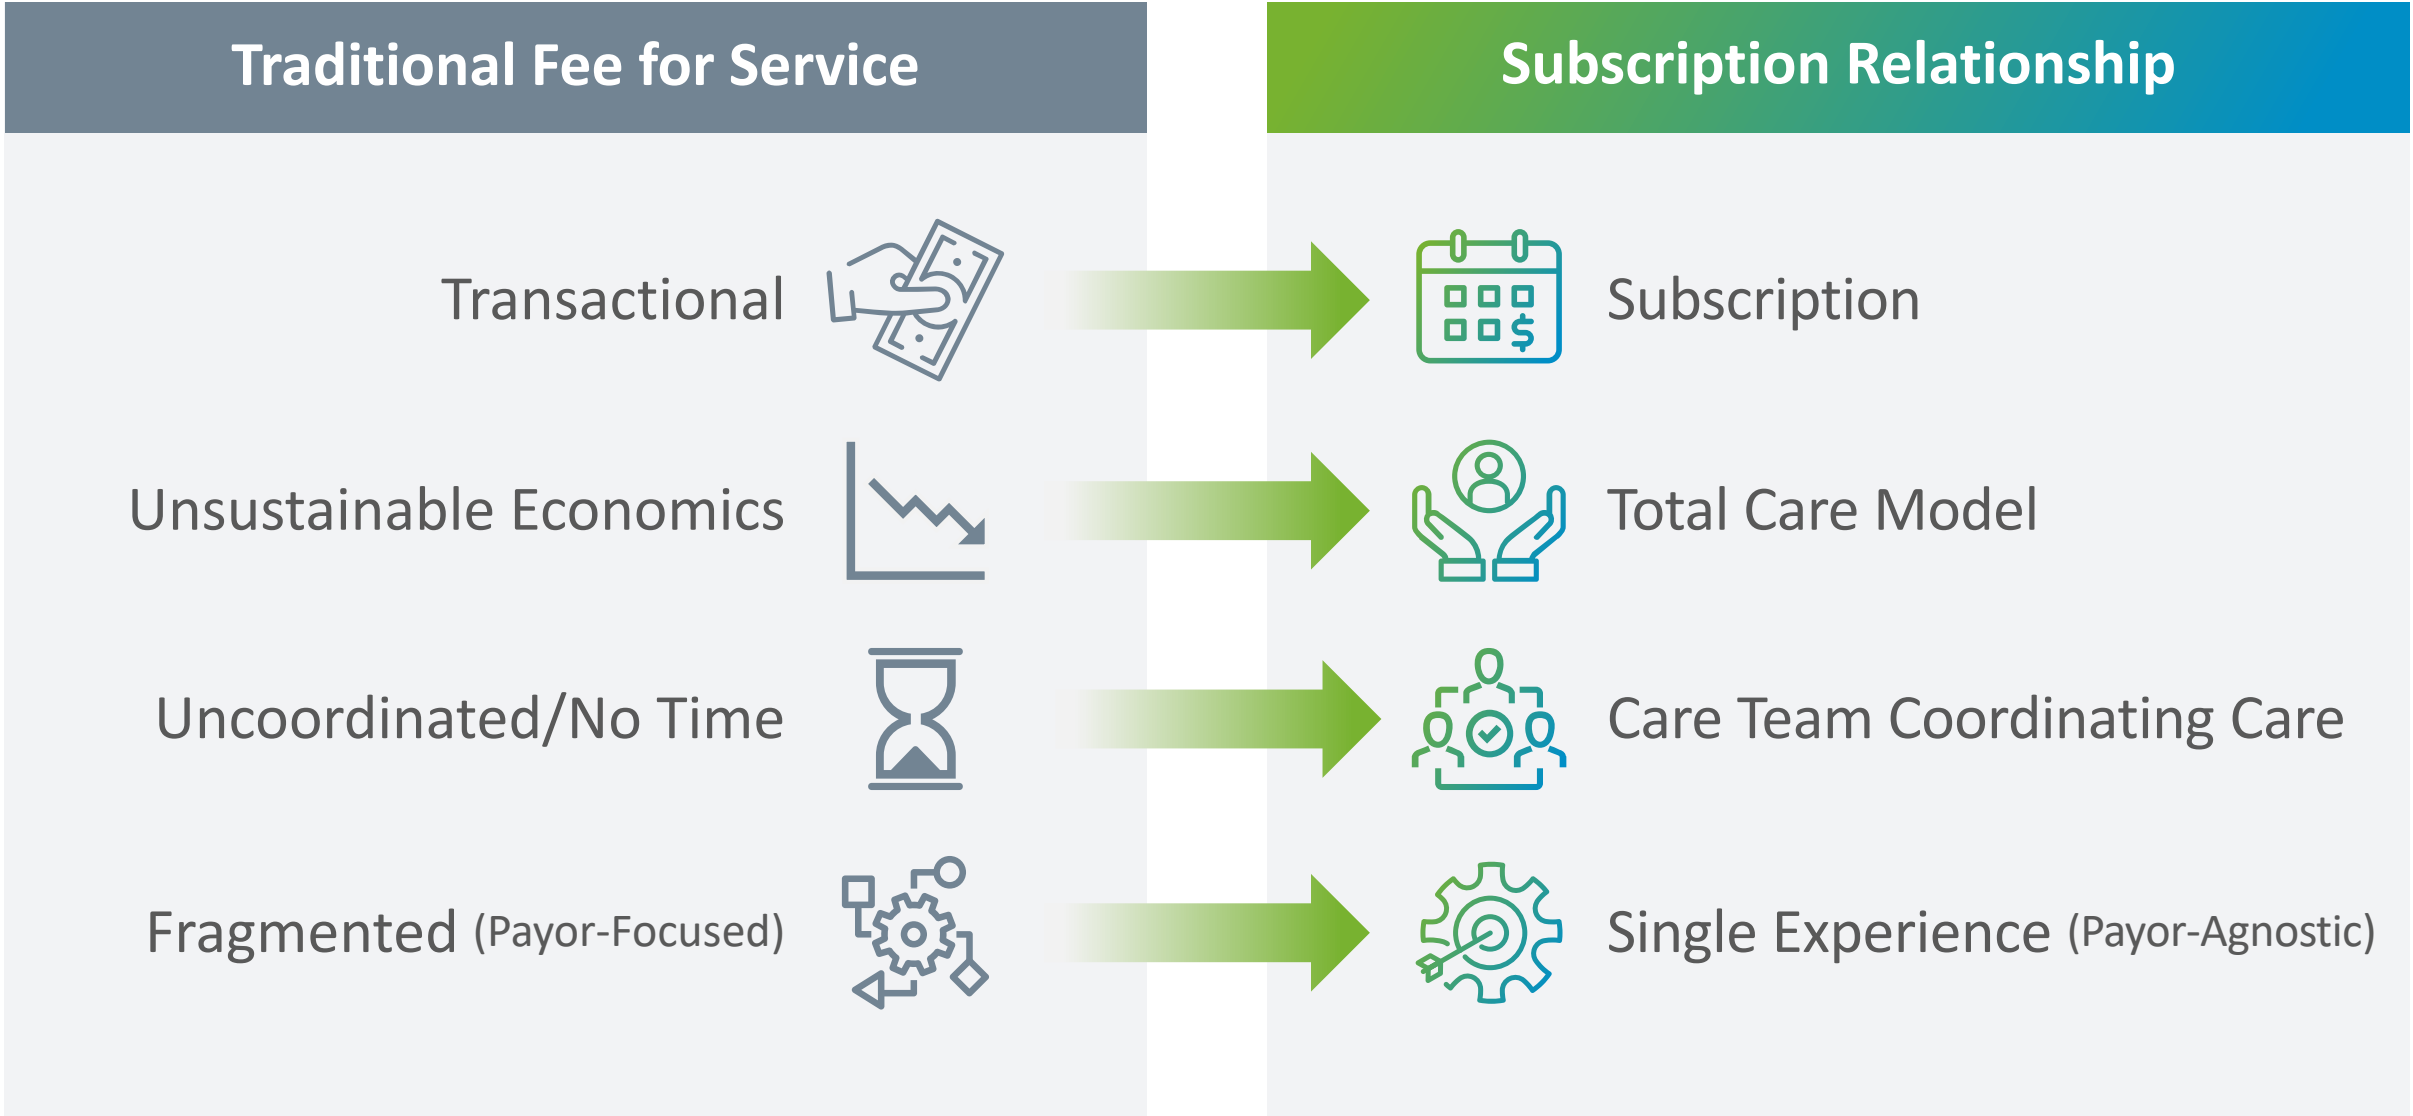 Traditional Fee for Service
Subscription Relationship
Transactional
Subscription
Unsustainable Economics
Total Care Model
Uncoordinated/No Time
Care Team Coordinating Care
Fragmented (Payor-Focused)
Single Experience (Payor-Agnostic)
$